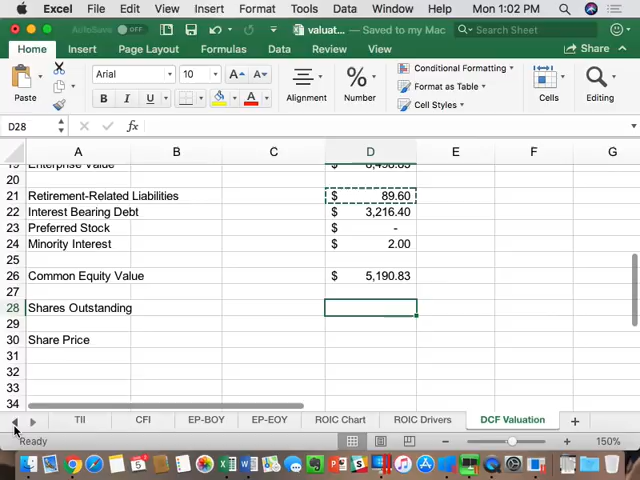 Excel File Edit View Insert Format Tools Data Window Help Mon 1:02 PM
AutoSave OFF valuat... — Saved to my Mac Search Sheet
Home Insert Page Layout Formulas Data Review View Share
Paste Arial 10 A A Alignment % Number Conditional Formatting Format as Table Cell Styles Cells Editing
B I U A
D28 fx
A B C D E F G
19 Enterprise Value
20
21 Retirement-Related Liabilities $ 89.60
22 Interest Bearing Debt $ 3,216.40
23 Preferred Stock $ -
24 Minority Interest $ 2.00
25
26 Common Equity Value $ 5,190.83
27
28 Shares Outstanding
29
30 Share Price
31
32
33
34
TII CFI EP-BOY EP-EOY ROIC Chart ROIC Drivers DCF Valuation +
Ready 150%